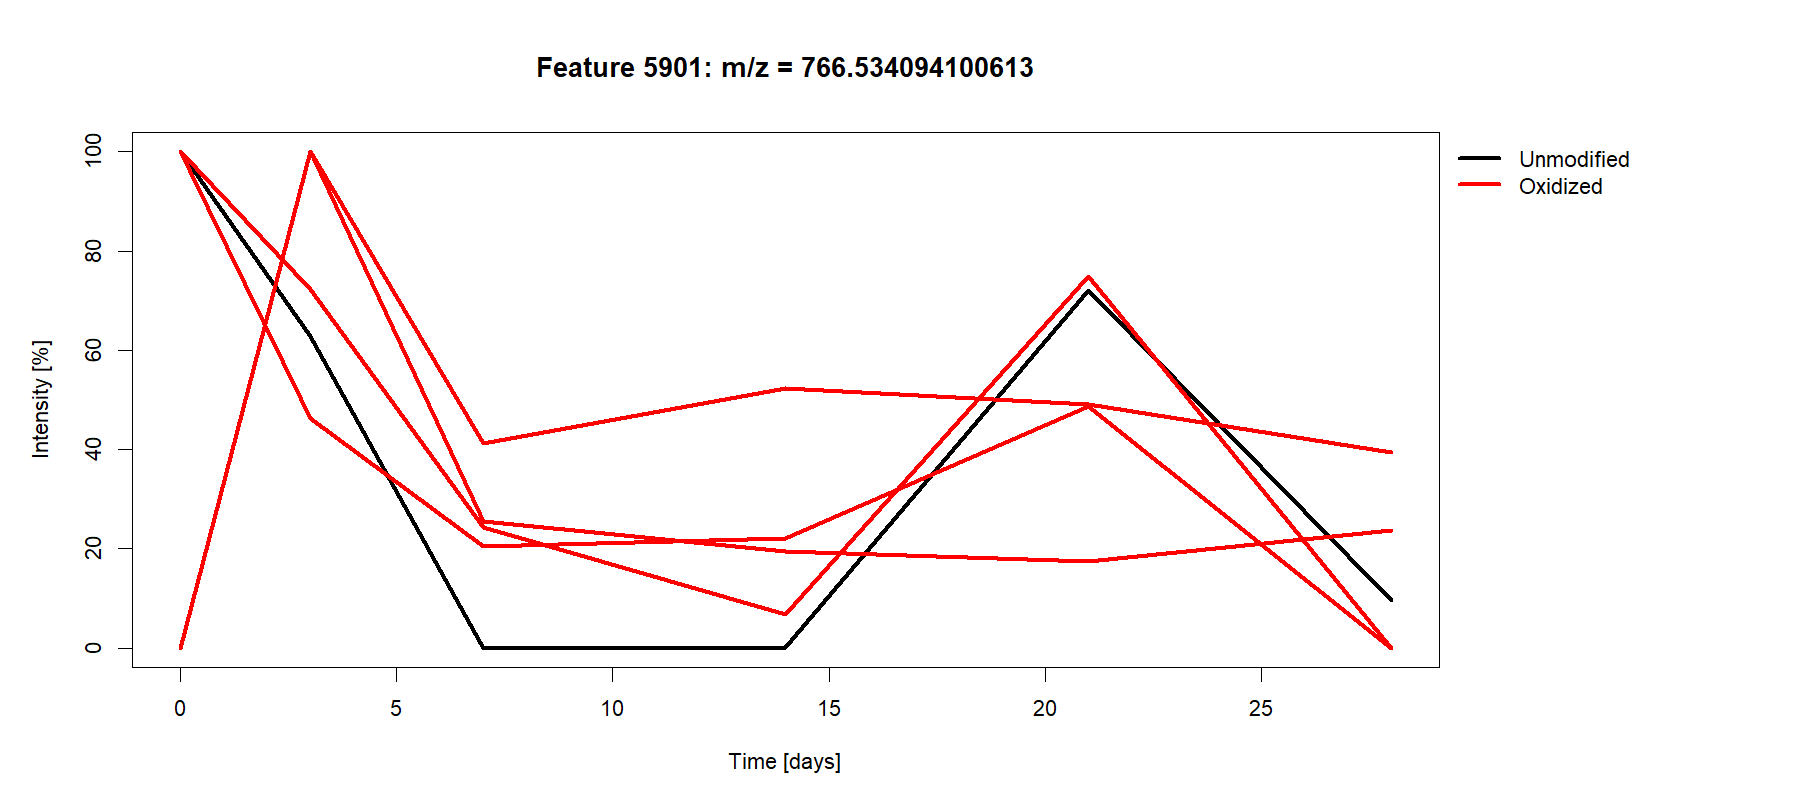 Feature 5901: m/z = 766.534094100613
Unmodified
Oxidized
Intensity [%]
100
80
60
40
20
0
0 5 10 15 20 25
Time [days]